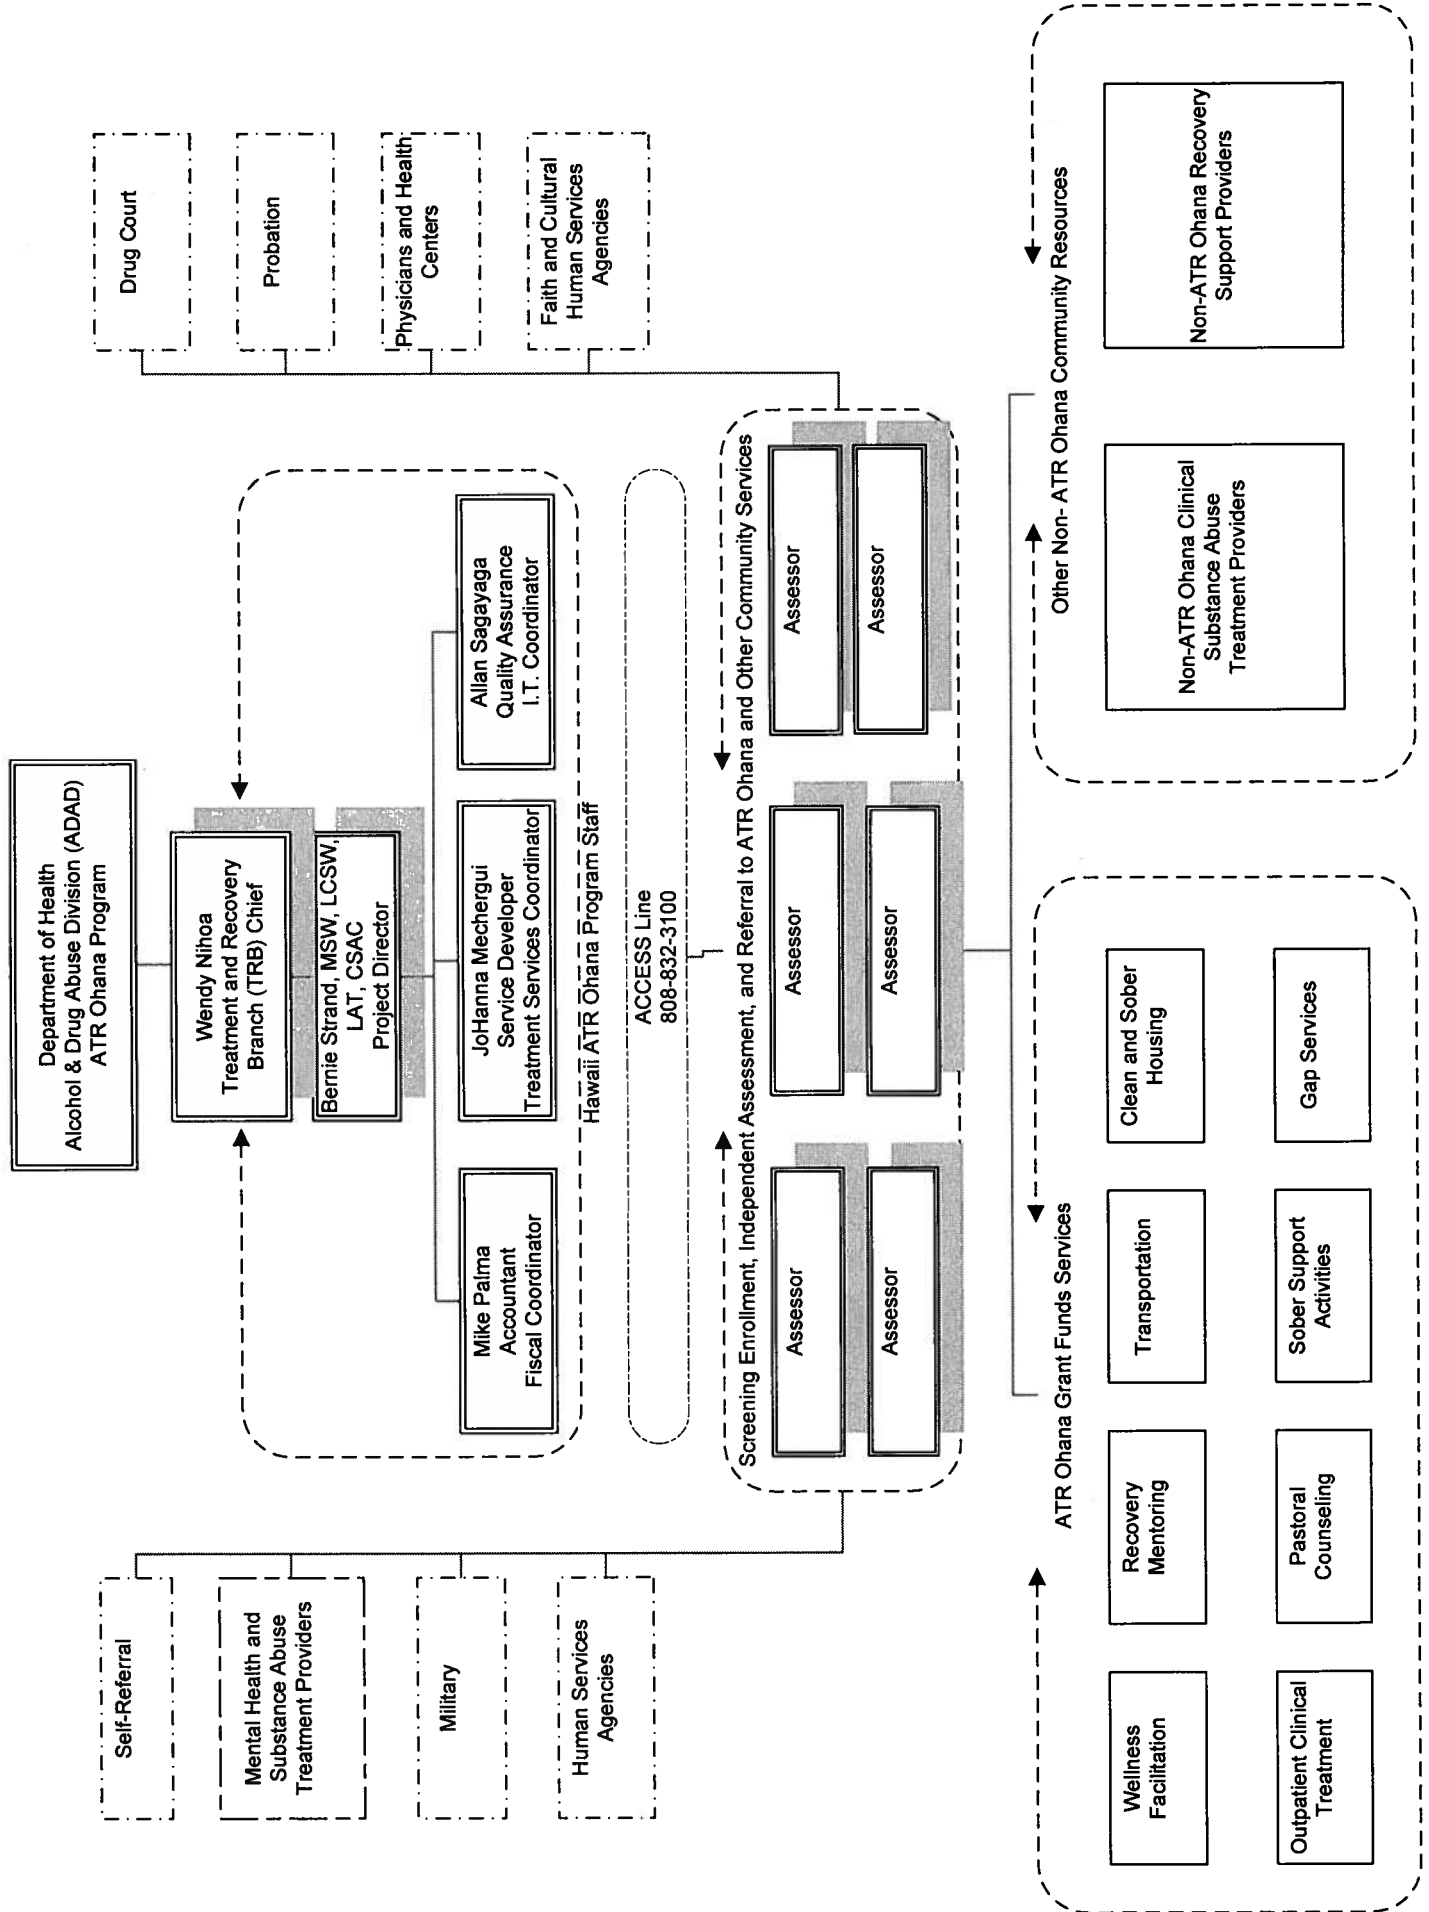 Department of Health
Alcohol & Drug Abuse Division (ADAD)
ATR Ohana Program
Wendy Nihoa
Treatment and Recovery
Branch (TRB) Chief
Bernie Strand, MSW, LCSW,
LAT, CSAC
Project Director
Mike Palma
Accountant
Fiscal Coordinator
JoHanna Mechergui
Service Developer
Treatment Services Coordinator
Allan Sagayaga
Quality Assurance
I.T. Coordinator
Hawaii ATR Ohana Program Staff
Self-Referral
Mental Health and
Substance Abuse
Treatment Providers
Military
Human Services
Agencies
Drug Court
Probation
Physicians and Health
Centers
Faith and Cultural
Human Services
Agencies
ACCESS Line
808-832-3100
Screening Enrollment, Independent Assessment, and Referral to ATR Ohana and Other Community Services
Assessor
Assessor
Assessor
Assessor
Assessor
Assessor
ATR Ohana Grant Funds Services
Wellness
Facilitation
Recovery
Mentoring
Transportation
Clean and Sober
Housing
Outpatient Clinical
Treatment
Pastoral
Counseling
Sober Support
Activities
Gap Services
Other Non- ATR Ohana Community Resources
Non-ATR Ohana Clinical
Substance Abuse
Treatment Providers
Non-ATR Ohana Recovery
Support Providers